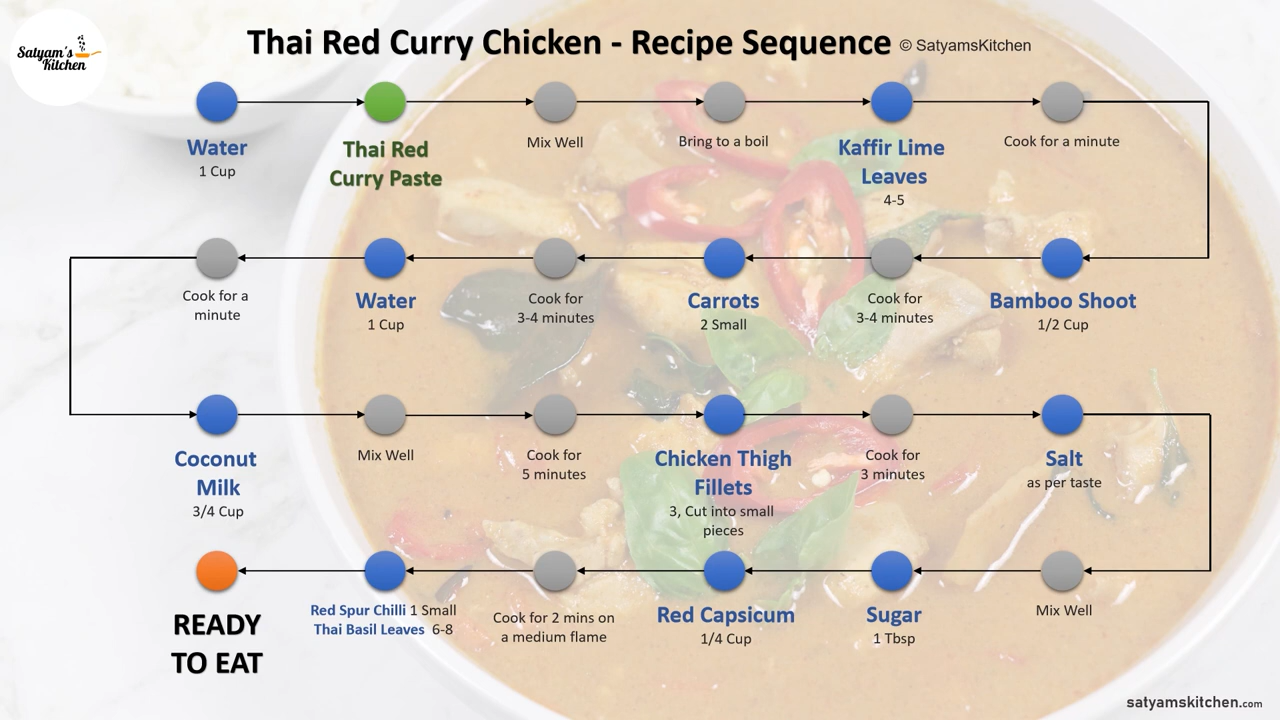 Satyam's
Kitchen
Thai Red Curry Chicken - Recipe Sequence © SatyamsKitchen
Water
1 Cup
Thai Red
Curry Paste
Mix Well
Bring to a boil
Kaffir Lime
Leaves
4-5
Cook for a minute
Bamboo Shoot
1/2 Cup
Cook for
3-4 minutes
Carrots
2 Small
Cook for
3-4 minutes
Water
1 Cup
Cook for a
minute
Coconut
Milk
3/4 Cup
Mix Well
Cook for
5 minutes
Chicken Thigh
Fillets
3, Cut into small
pieces
Cook for
3 minutes
Salt
as per taste
Mix Well
Sugar
1 Tbsp
Red Capsicum
1/4 Cup
Cook for 2 mins on
a medium flame
Red Spur Chilli 1 Small
Thai Basil Leaves 6-8
READY
TO EAT
satyamskitchen.com